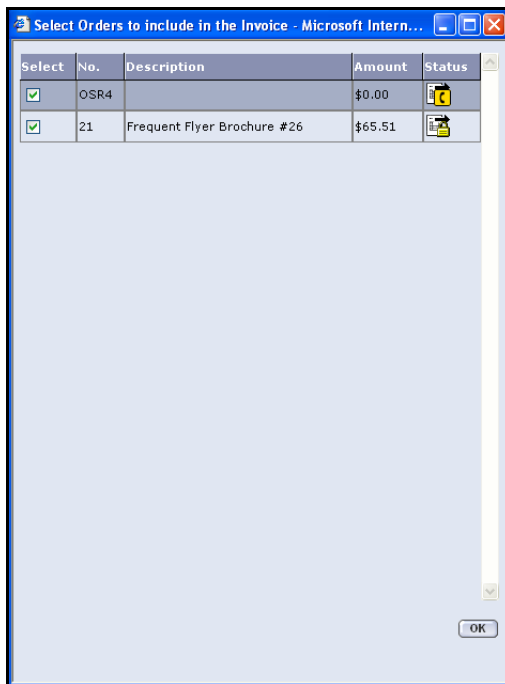 Select Orders to include in the Invoice - Microsoft Intern...
Select No. Description Amount Status
OSR4 $0.00
21 Frequent Flyer Brochure #26 $65.51
OK